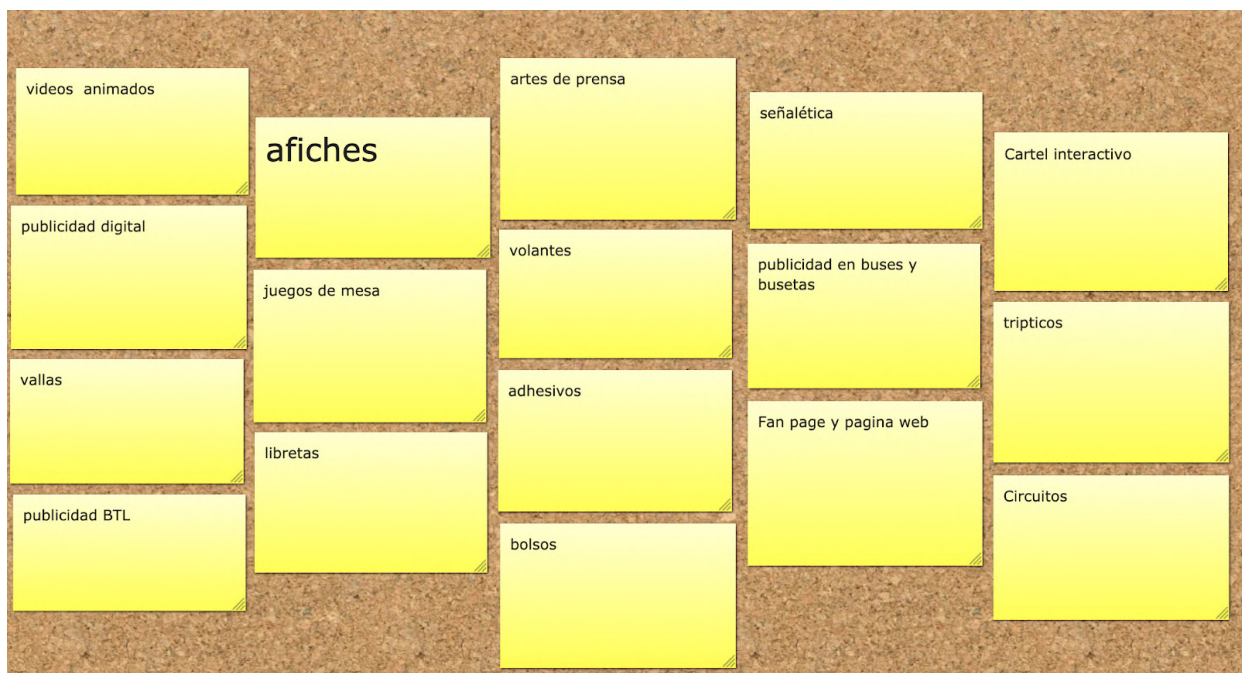 videos  animados
publicidad digital
vallas
publicidad BTL
afiches
juegos de mesa
libretas
artes de prensa
volantes
adhesivos
bolsos
señalética
publicidad en buses y
busetas
Fan page y pagina web
Cartel interactivo
tripticos
Circuitos